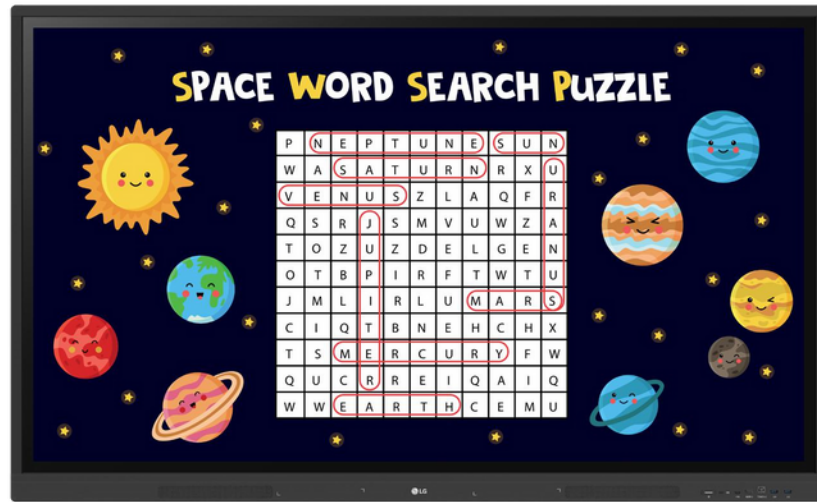 SPACE WORD SEARCH PUZZLE
P N E P T U N E S U N
W A S A T U R N R X U
V E N U S Z L A Q F R
Q S R J S M V U W Z A
T O Z U Z D E L G E N
O T B P I R F T W T U
J M L I R L U M A R S
C I Q T B N E H C H X
T S M E R C U R Y F W
Q U C R R E I Q A I Q
W W E A R T H C E M U
LG